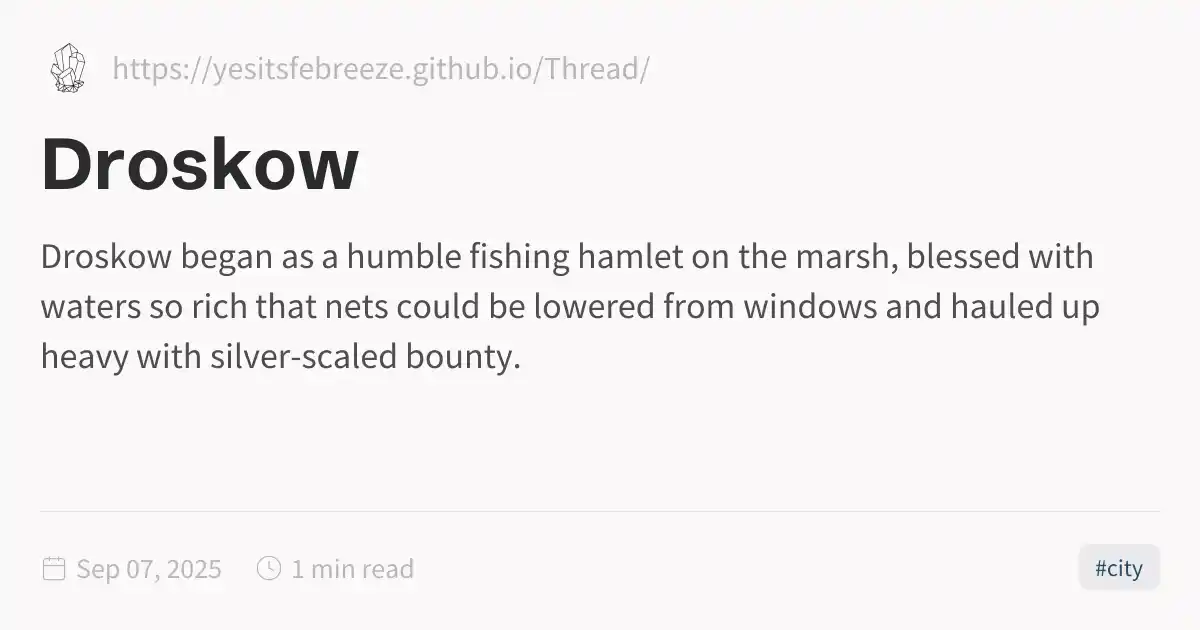 https://yesitsfebreeze.github.io/Thread/
Droskow
Droskow began as a humble fishing hamlet on the marsh, blessed with
waters so rich that nets could be lowered from windows and hauled up
heavy with silver-scaled bounty.
Sep 07, 2025 1 min read #city